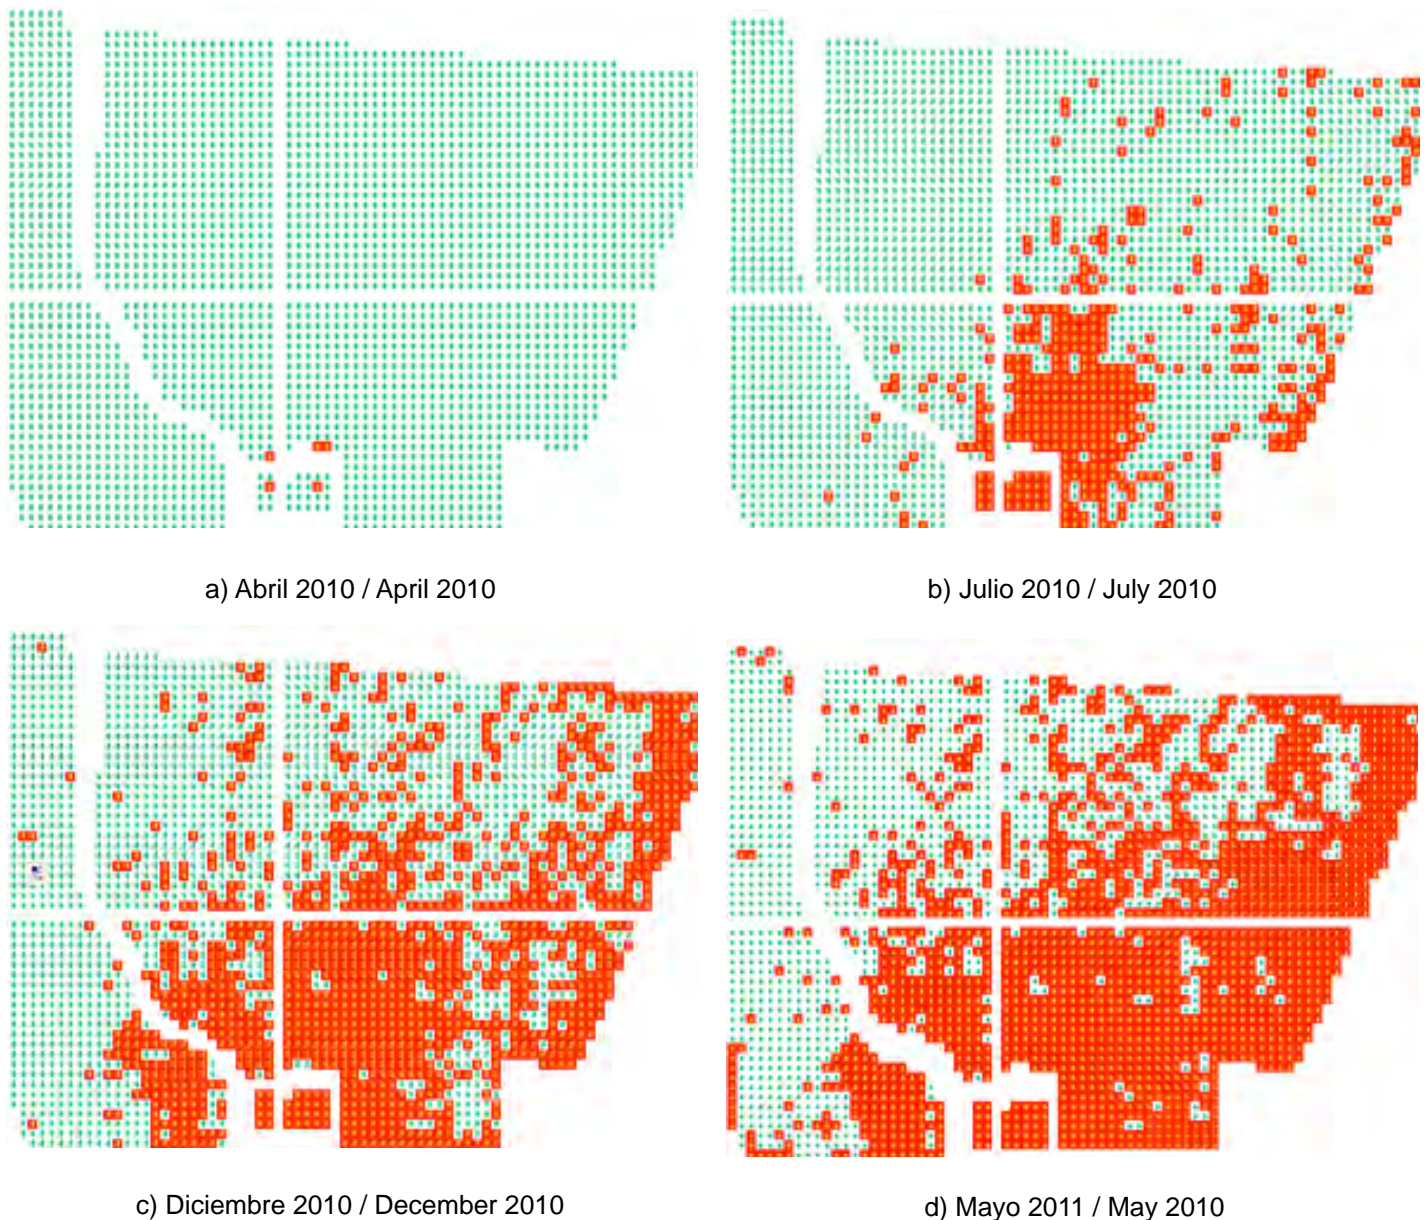 a) Abril 2010 / April 2010
b) Julio 2010 / July 2010
c) Diciembre 2010 / December 2010
d) Mayo 2011 / May 2010